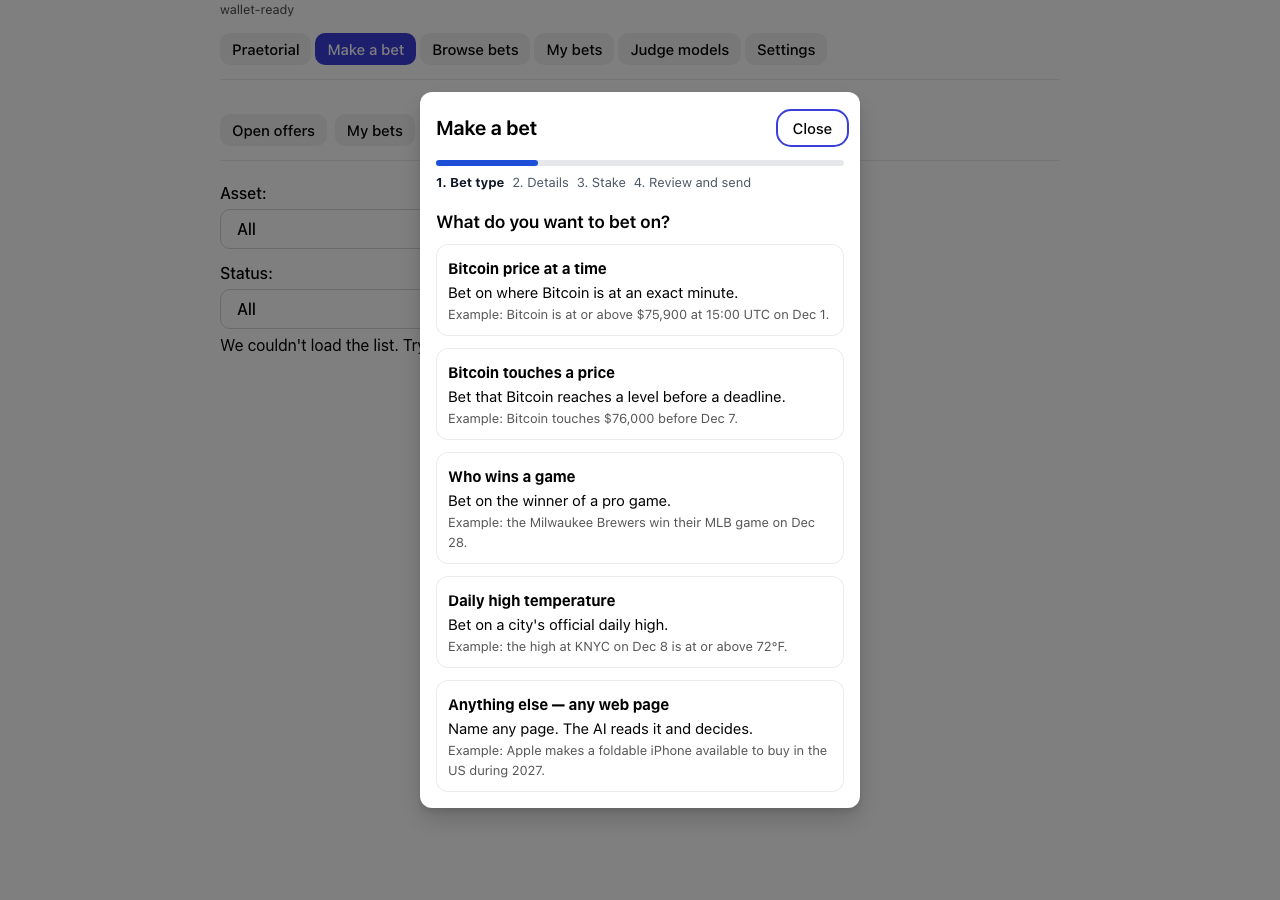 wallet-ready
Praetorial
Make a bet
Browse bets
My bets
Judge models
Settings
Open offers
My bets
Asset:
All
Status:
All
We couldn't load the list.
Make a bet
Close
1. Bet type 2. Details 3. Stake 4. Review and send
What do you want to bet on?
Bitcoin price at a time
Bet on where Bitcoin is at an exact minute.
Example: Bitcoin is at or above $75,900 at 15:00 UTC on Dec 1.
Bitcoin touches a price
Bet that Bitcoin reaches a level before a deadline.
Example: Bitcoin touches $76,000 before Dec 7.
Who wins a game
Bet on the winner of a pro game.
Example: the Milwaukee Brewers win their MLB game on Dec
28.
Daily high temperature
Bet on a city's official daily high.
Example: the high at KNYC on Dec 8 is at or above 72°F.
Anything else — any web page
Name any page. The AI reads it and decides.
Example: Apple makes a foldable iPhone available to buy in the
US during 2027.